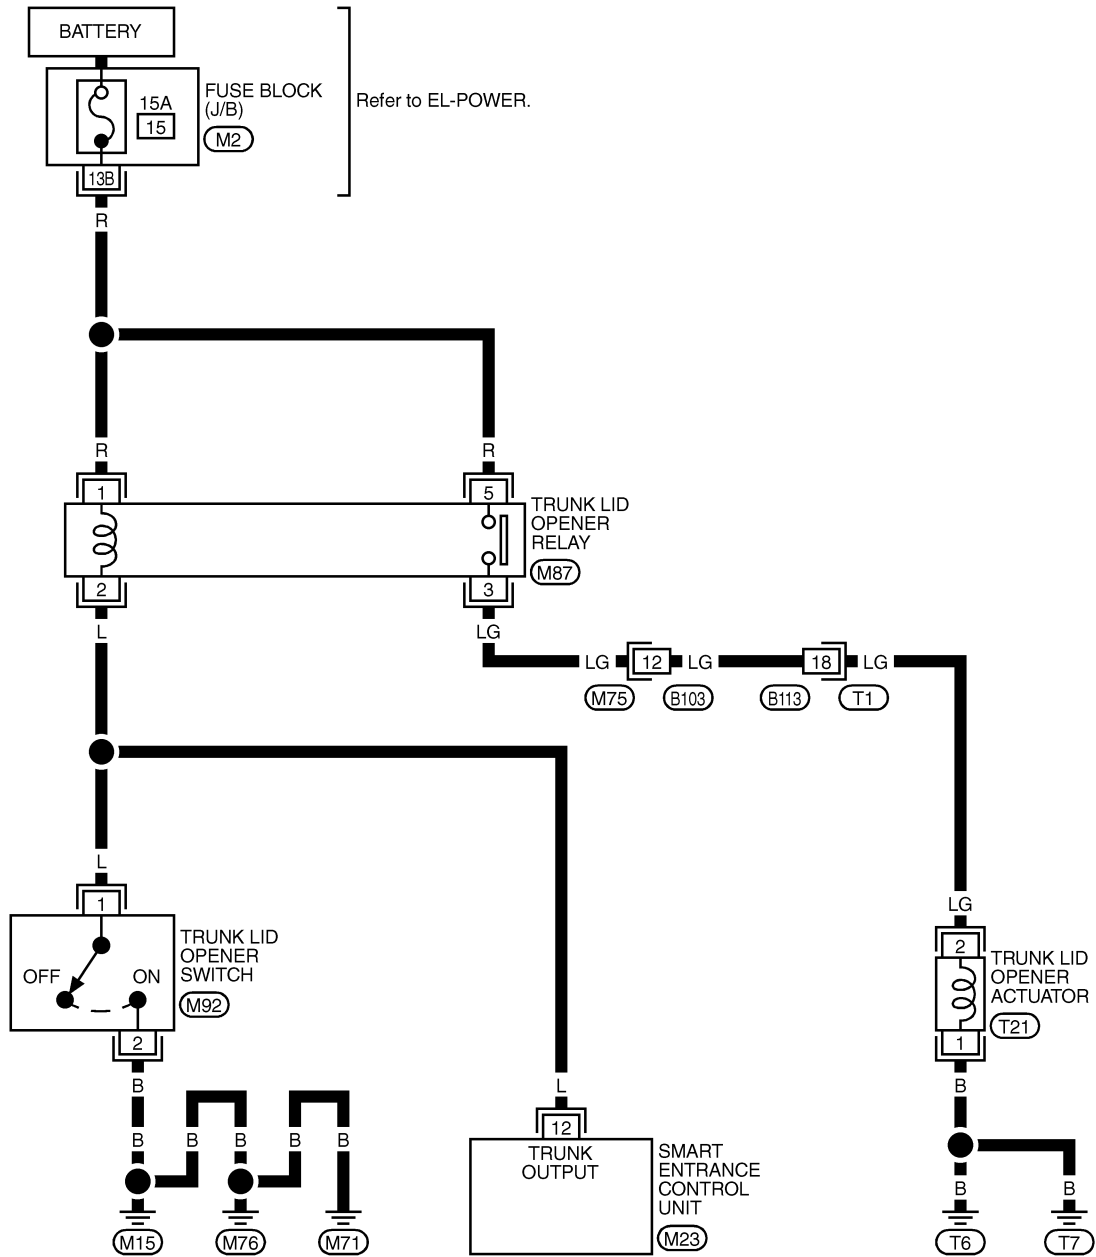 BATTERY
15A
15
FUSE BLOCK
(J/B)
M2
Refer to EL-POWER.
13B
R
R
R
1
5
TRUNK LID
OPENER
RELAY
M87
2
3
L
LG
LG
12
LG
18
LG
M75
B103
B113
T1
L
1
TRUNK LID
OPENER
SWITCH
M92
OFF
ON
2
LG
2
TRUNK LID
OPENER
ACTUATOR
T21
1
B
L
B
B
B
B
B
B
12
TRUNK
OUTPUT
SMART
ENTRANCE
CONTROL
UNIT
M23
B
B
M15
M76
M71
T6
T7